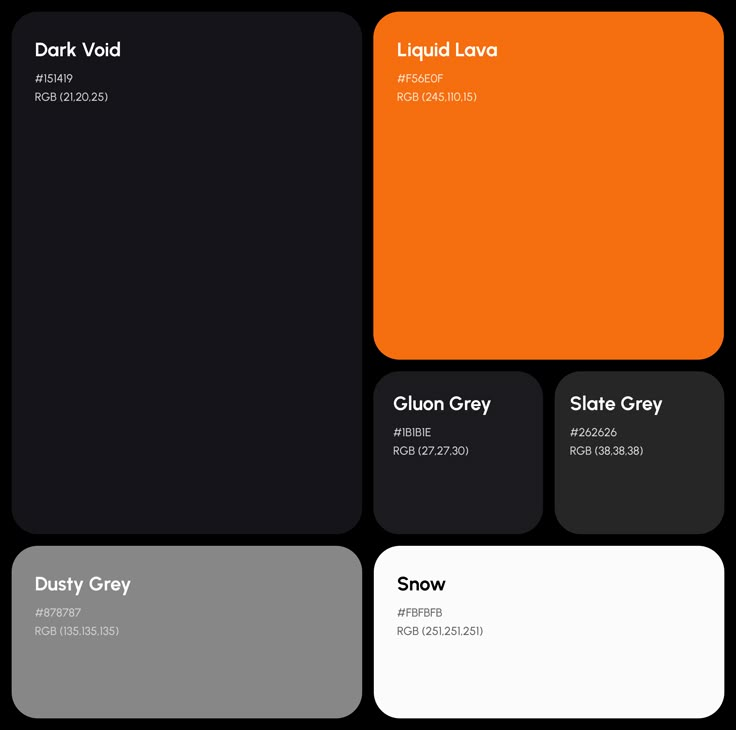 Dark Void
#151419
RGB (21,20,25)
Liquid Lava
#F56E0F
RGB (245,110,15)
Gluon Grey
#1B1B1E
RGB (27,27,30)
Slate Grey
#262626
RGB (38,38,38)
Dusty Grey
#878787
RGB (135,135,135)
Snow
#FBFBFB
RGB (251,251,251)